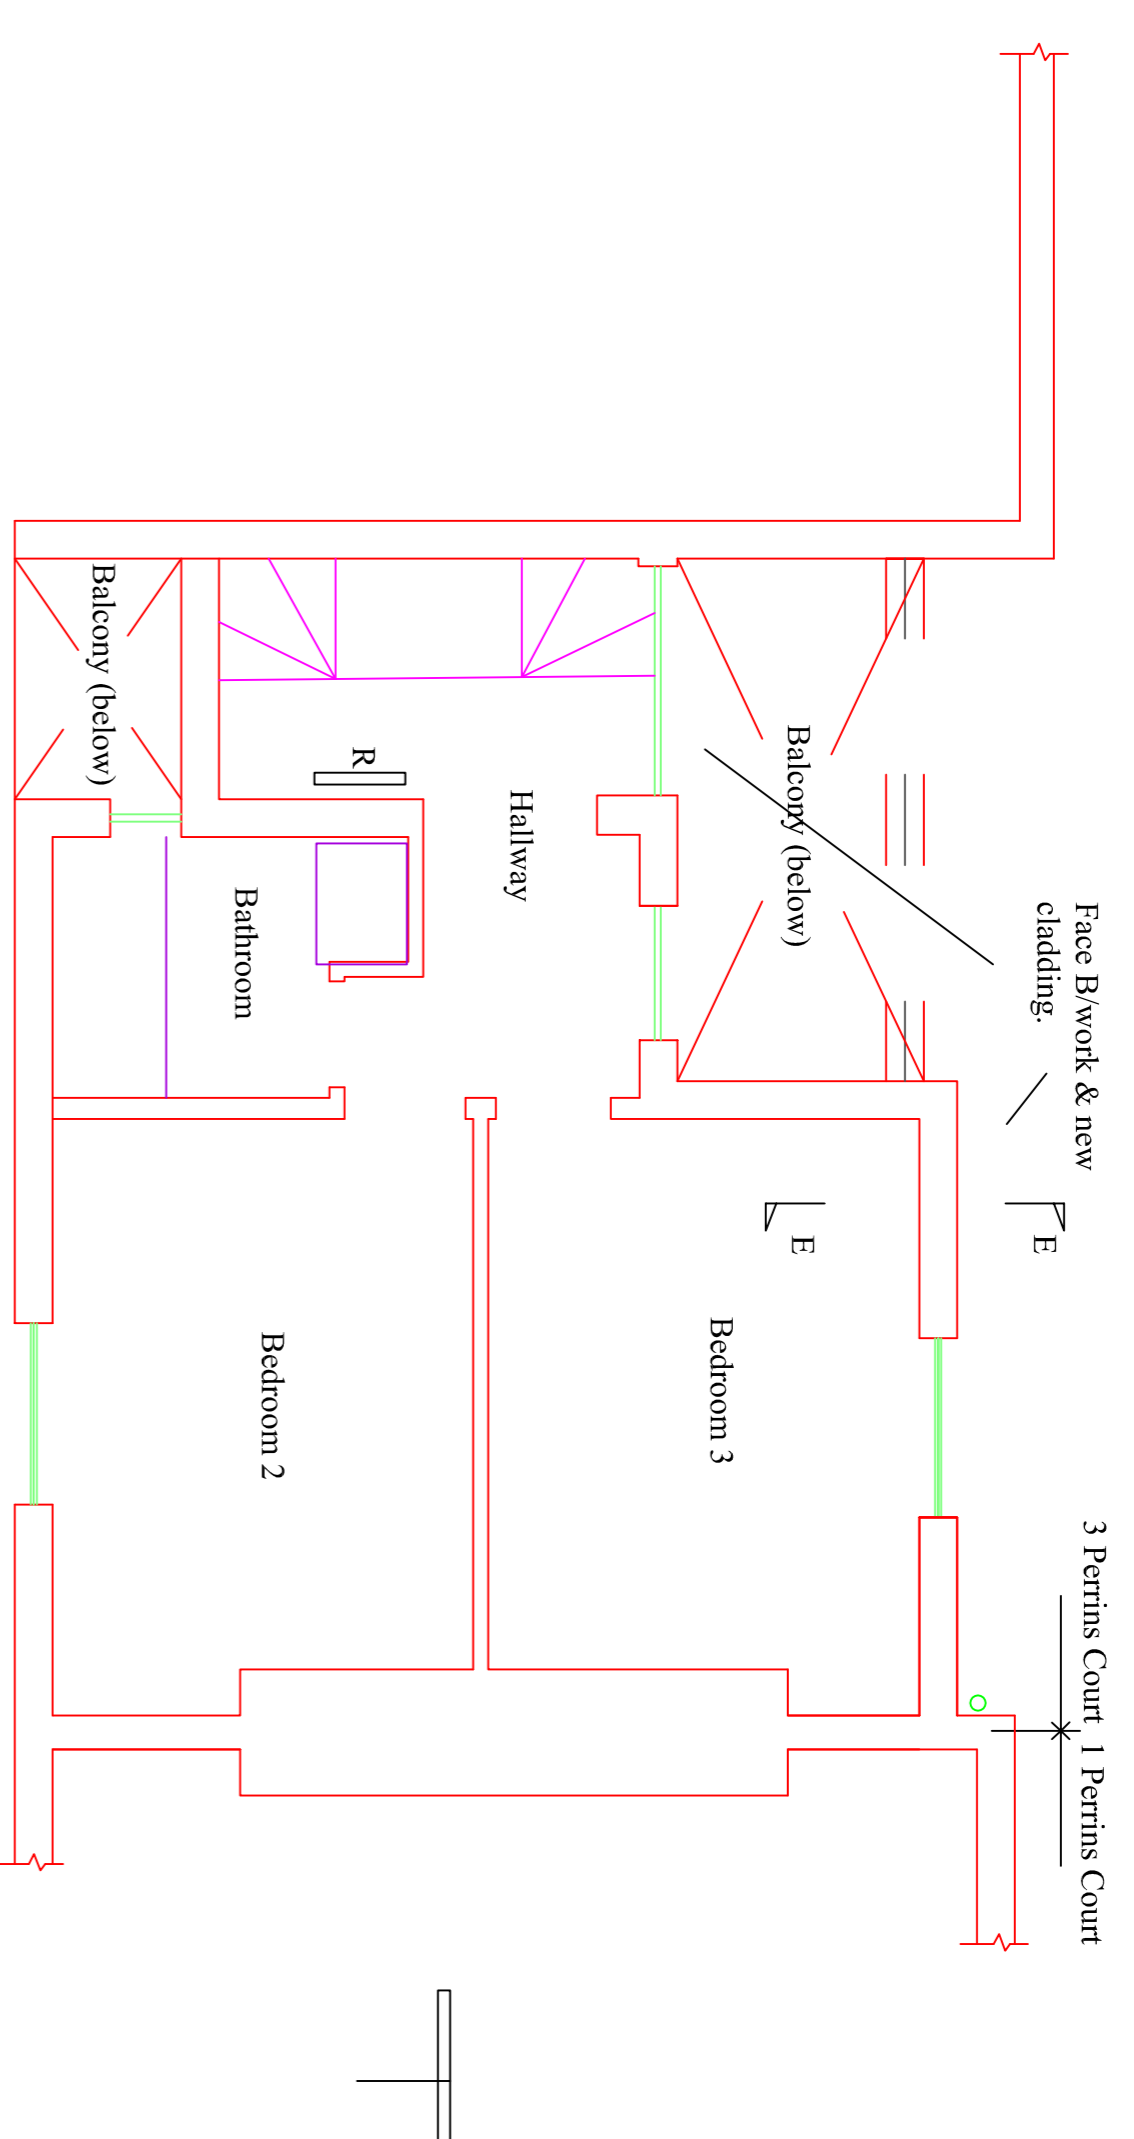 Face B/work & new
cladding.
3 Perrins Court
1 Perrins Court
E
E
Balcony (below)
Bedroom 3
Hallway
R
Bathroom
Bedroom 2
Balcony (below)